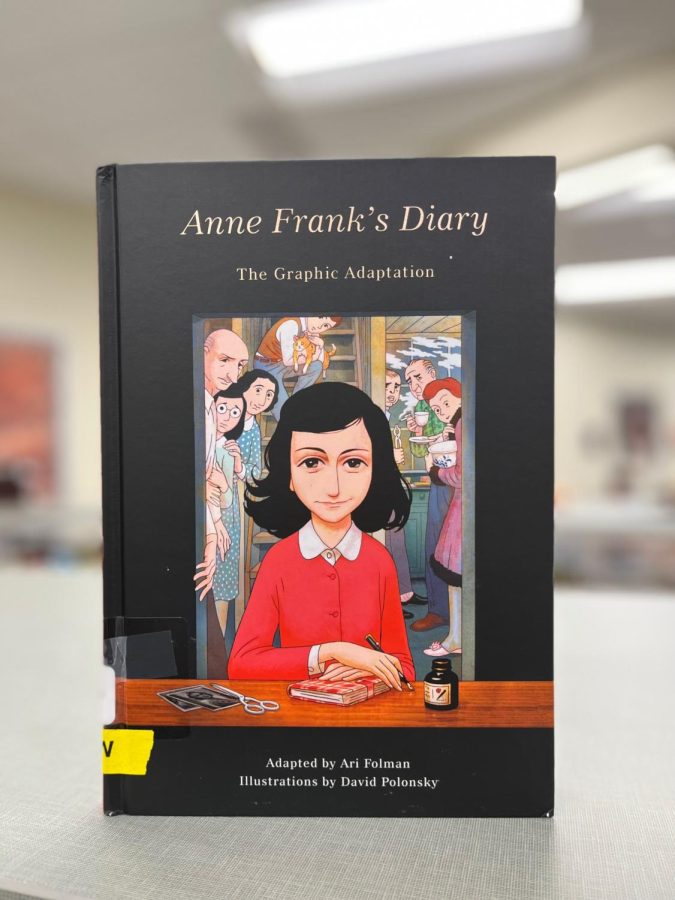 Anne Frank's Diary
The Graphic Adaptation
Adapted by Ari Folman
Illustrations by David Polonsky